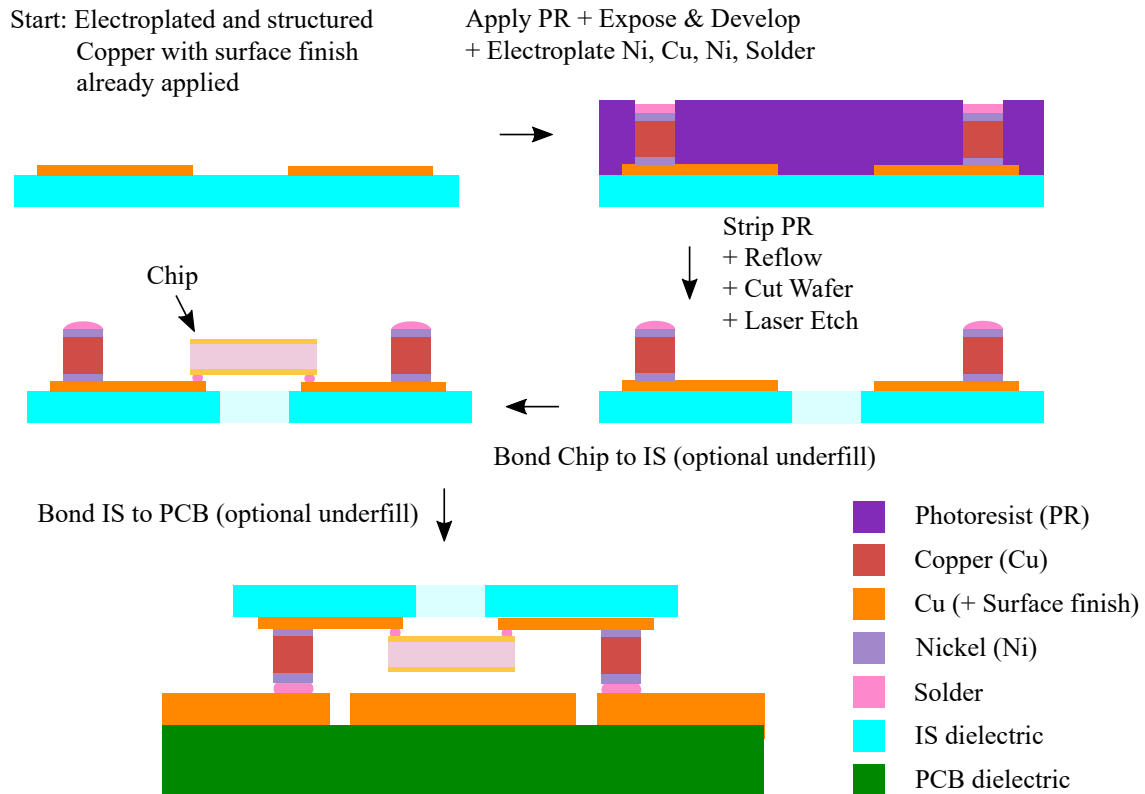 Start: Electroplated and structured
Copper with surface finish
already applied
Apply PR + Expose & Develop
+ Electroplate Ni, Cu, Ni, Solder
Strip PR
+ Reflow
+ Cut Wafer
+ Laser Etch
Chip
Bond Chip to IS (optional underfill)
Bond IS to PCB (optional underfill)
Photoresist (PR)
Copper (Cu)
Cu (+ Surface finish)
Nickel (Ni)
Solder
IS dielectric
PCB dielectric